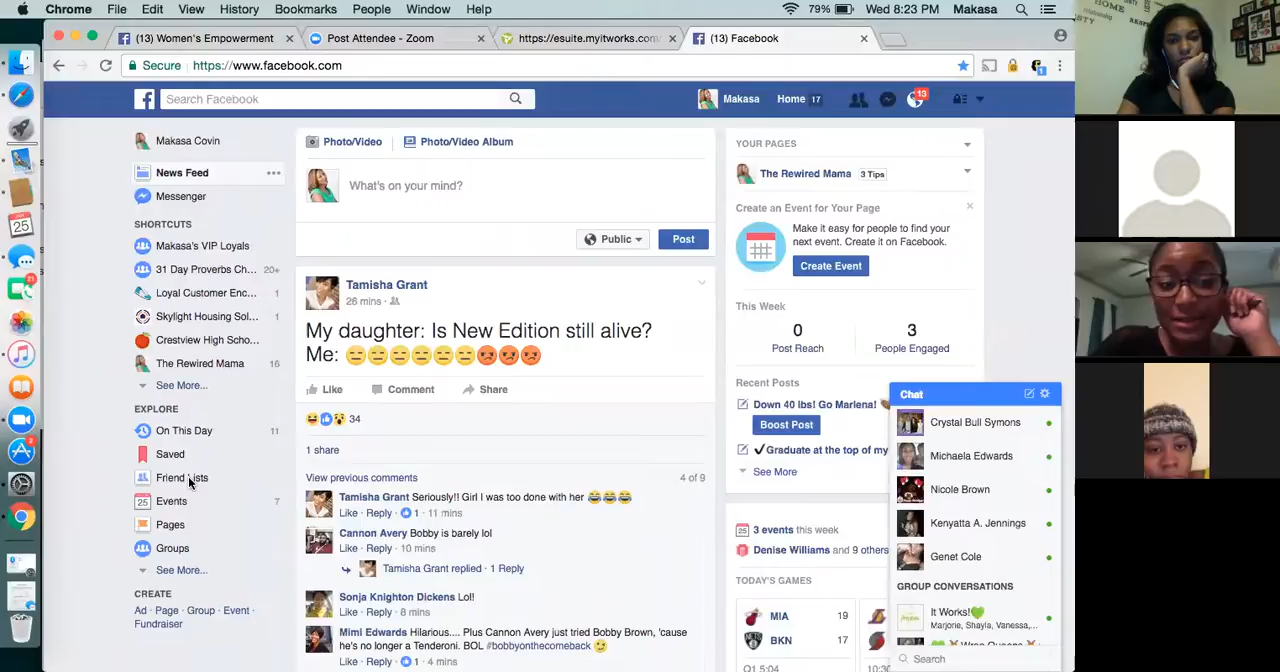 Chrome File Edit View History Bookmarks People Window Help 79% Wed 8:23 PM Makasa
(13) Women's Empowerment Post Attendee - Zoom https://esuite.myitworks.com/ (13) Facebook
Secure https://www.facebook.com
Search Facebook Makasa Home 17 13
Makasa Covin
News Feed
Messenger
SHORTCUTS
Makasa's VIP Loyals
31 Day Proverbs Ch... 20+
Loyal Customer Enc... 1
Skylight Housing Sol... 1
Crestview High Scho...
The Rewired Mama 16
See More...
EXPLORE
On This Day 11
Saved
Friend Lists
Events 7
Pages
Groups
See More...
CREATE
Ad · Page · Group · Event ·
Fundraiser
Photo/Video Photo/Video Album
What's on your mind?
Public Post
Tamisha Grant
26 mins ·
My daughter: Is New Edition still alive?
Me: 😑😑😑😑😑😑😡😡😡
Like Comment Share
34
1 share
View previous comments 4 of 9
Tamisha Grant Seriously!! Girl I was too done with her 😂😂😂
Like · Reply · 1 · 11 mins
Cannon Avery Bobby is barely lol
Like · Reply · 10 mins
Tamisha Grant replied · 1 Reply
Sonja Knighton Dickens Lol!
Like · Reply · 8 mins
Mimi Edwards Hilarious.... Plus Cannon Avery just tried Bobby Brown, 'cause
he's no longer a Tenderoni. BOL #bobbyonthecomeback 😉
Like · Reply · 1 · 4 mins
YOUR PAGES
The Rewired Mama 3 Tips
Create an Event for Your Page
Make it easy for people to find your
next event. Create it on Facebook.
Create Event
This Week
0 3
Post Reach People Engaged
Recent Posts
Down 40 lbs! Go Marlena!
Boost Post
✔Graduate at the top of my
See More
3 events this week
Denise Williams and 9 others
TODAY'S GAMES
MIA 19
BKN 17
Q1 5:04
Chat
Crystal Bull Symons
Michaela Edwards
Nicole Brown
Kenyatta A. Jennings
Genet Cole
GROUP CONVERSATIONS
It Works!💚
Marjorie, Shayla, Vanessa,...
Search
25
HOME